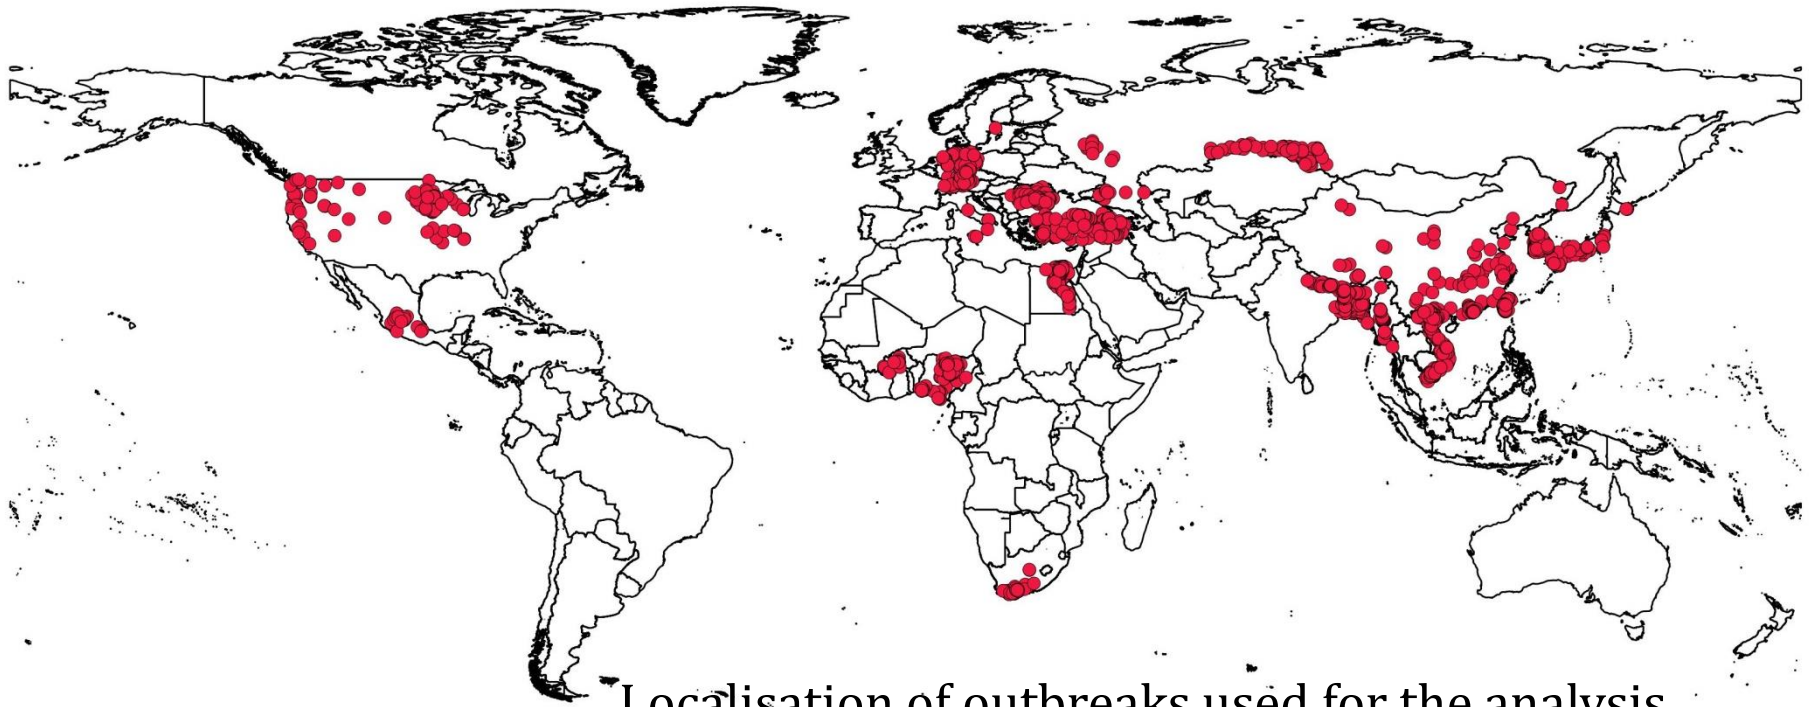 Localisation of outbreaks used for the analysis